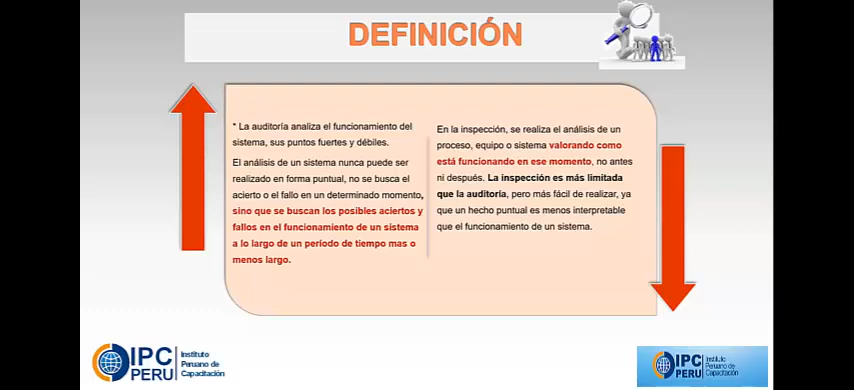 DEFINICIÓN
* La auditoría analiza el funcionamiento del
sistema, sus puntos fuertes y débiles.
El análisis de un sistema nunca puede ser
realizado en forma puntual, no se busca el
acierto o el fallo en un determinado momento,
sino que se buscan los posibles aciertos y
fallos en el funcionamiento de un sistema
a lo largo de un período de tiempo mas o
menos largo.
En la inspección, se realiza el análisis de un
proceso, equipo o sistema valorando como
está funcionando en ese momento, no antes
ni después. La inspección es más limitada
que la auditoría, pero más fácil de realizar, ya
que un hecho puntual es menos interpretable
que el funcionamiento de un sistema.
IPC
PERU
Instituto
Peruano de
Capacitación
IPC
PERU
Instituto
Peruano de
Capacitación